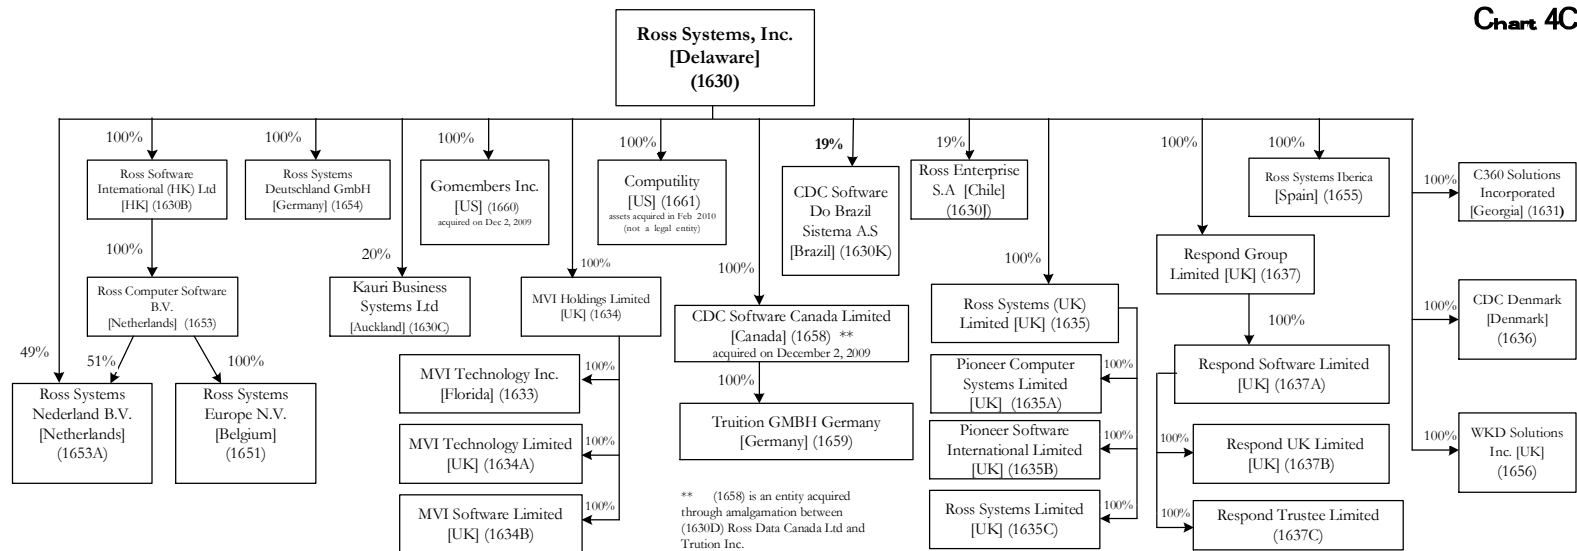 Chart 4C
Ross Systems, Inc.
[Delaware]
(1630)
100%
Ross Software
International (HK) Ltd
[HK] (1630B)
100%
Ross Systems
Deutschland GmbH
[Germany] (1654)
100%
Gomembers Inc.
[US] (1660)
acquired on Dec 2, 2009
100%
Computility
[US] (1661)
assets acquired in Feb 2010
(not a legal entity)
19%
CDC Software
Do Brazil
Sistema A.S
[Brazil] (1630K)
19%
Ross Enterprise
S.A [Chile]
(1630J)
100%
100%
Ross Systems Iberica
[Spain] (1655)
100%
C360 Solutions
Incorporated
[Georgia] (1631)
100%
Ross Computer Software
B.V.
[Netherlands] (1653)
20%
Kauri Business
Systems Ltd
[Auckland] (1630C)
100%
MVI Holdings Limited
[UK] (1634)
100%
CDC Software Canada Limited
[Canada] (1658) **
acquired on December 2, 2009
100%
Ross Systems (UK)
Limited [UK] (1635)
Respond Group
Limited [UK] (1637)
100%
100%
CDC Denmark
[Denmark]
(1636)
49%
51%
100%
Ross Systems
Nederland B.V.
[Netherlands]
(1653A)
Ross Systems
Europe N.V.
[Belgium]
(1651)
MVI Technology Inc.
[Florida] (1633)
100%
100%
Truition GMBH Germany
[Germany] (1659)
Pioneer Computer
Systems Limited
[UK] (1635A)
100%
Respond Software Limited
[UK] (1637A)
MVI Technology Limited
[UK] (1634A)
100%
Pioneer Software
International Limited
[UK] (1635B)
100%
100%
Respond UK Limited
[UK] (1637B)
100%
WKD Solutions
Inc. [UK]
(1656)
MVI Software Limited
[UK] (1634B)
100%
** (1658) is an entity acquired
through amalgamation between
(1630D) Ross Data Canada Ltd and
Trution Inc.
Ross Systems Limited
[UK] (1635C)
100%
100%
Respond Trustee Limited
(1637C)